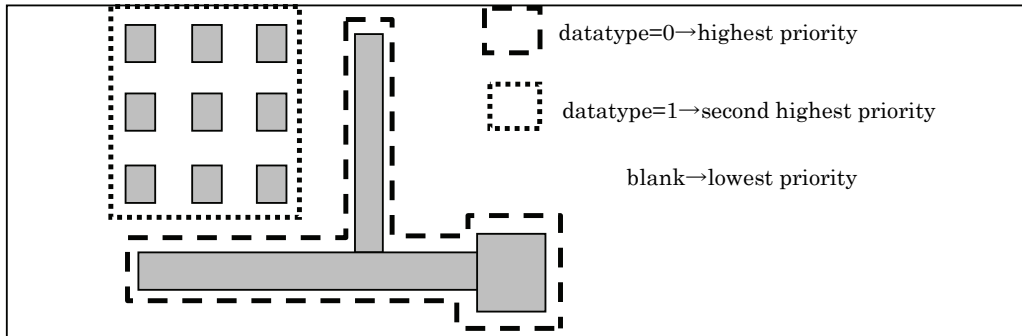 datatype=0→highest priority
datatype=1→second highest priority
blank→lowest priority